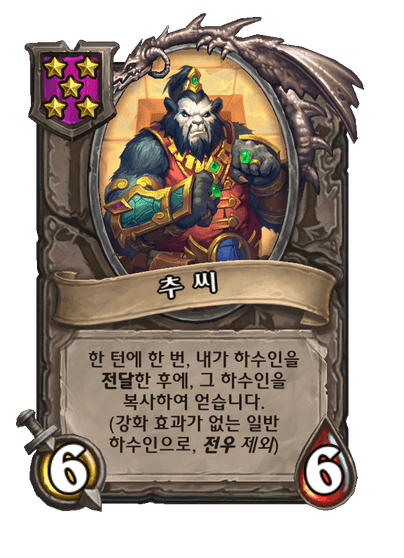 추 씨
한 턴에 한 번, 내가 하수인을
전달한 후에, 그 하수인을
복사하여 얻습니다.
(강화 효과가 없는 일반
하수인으로, 전우 제외)
6
6